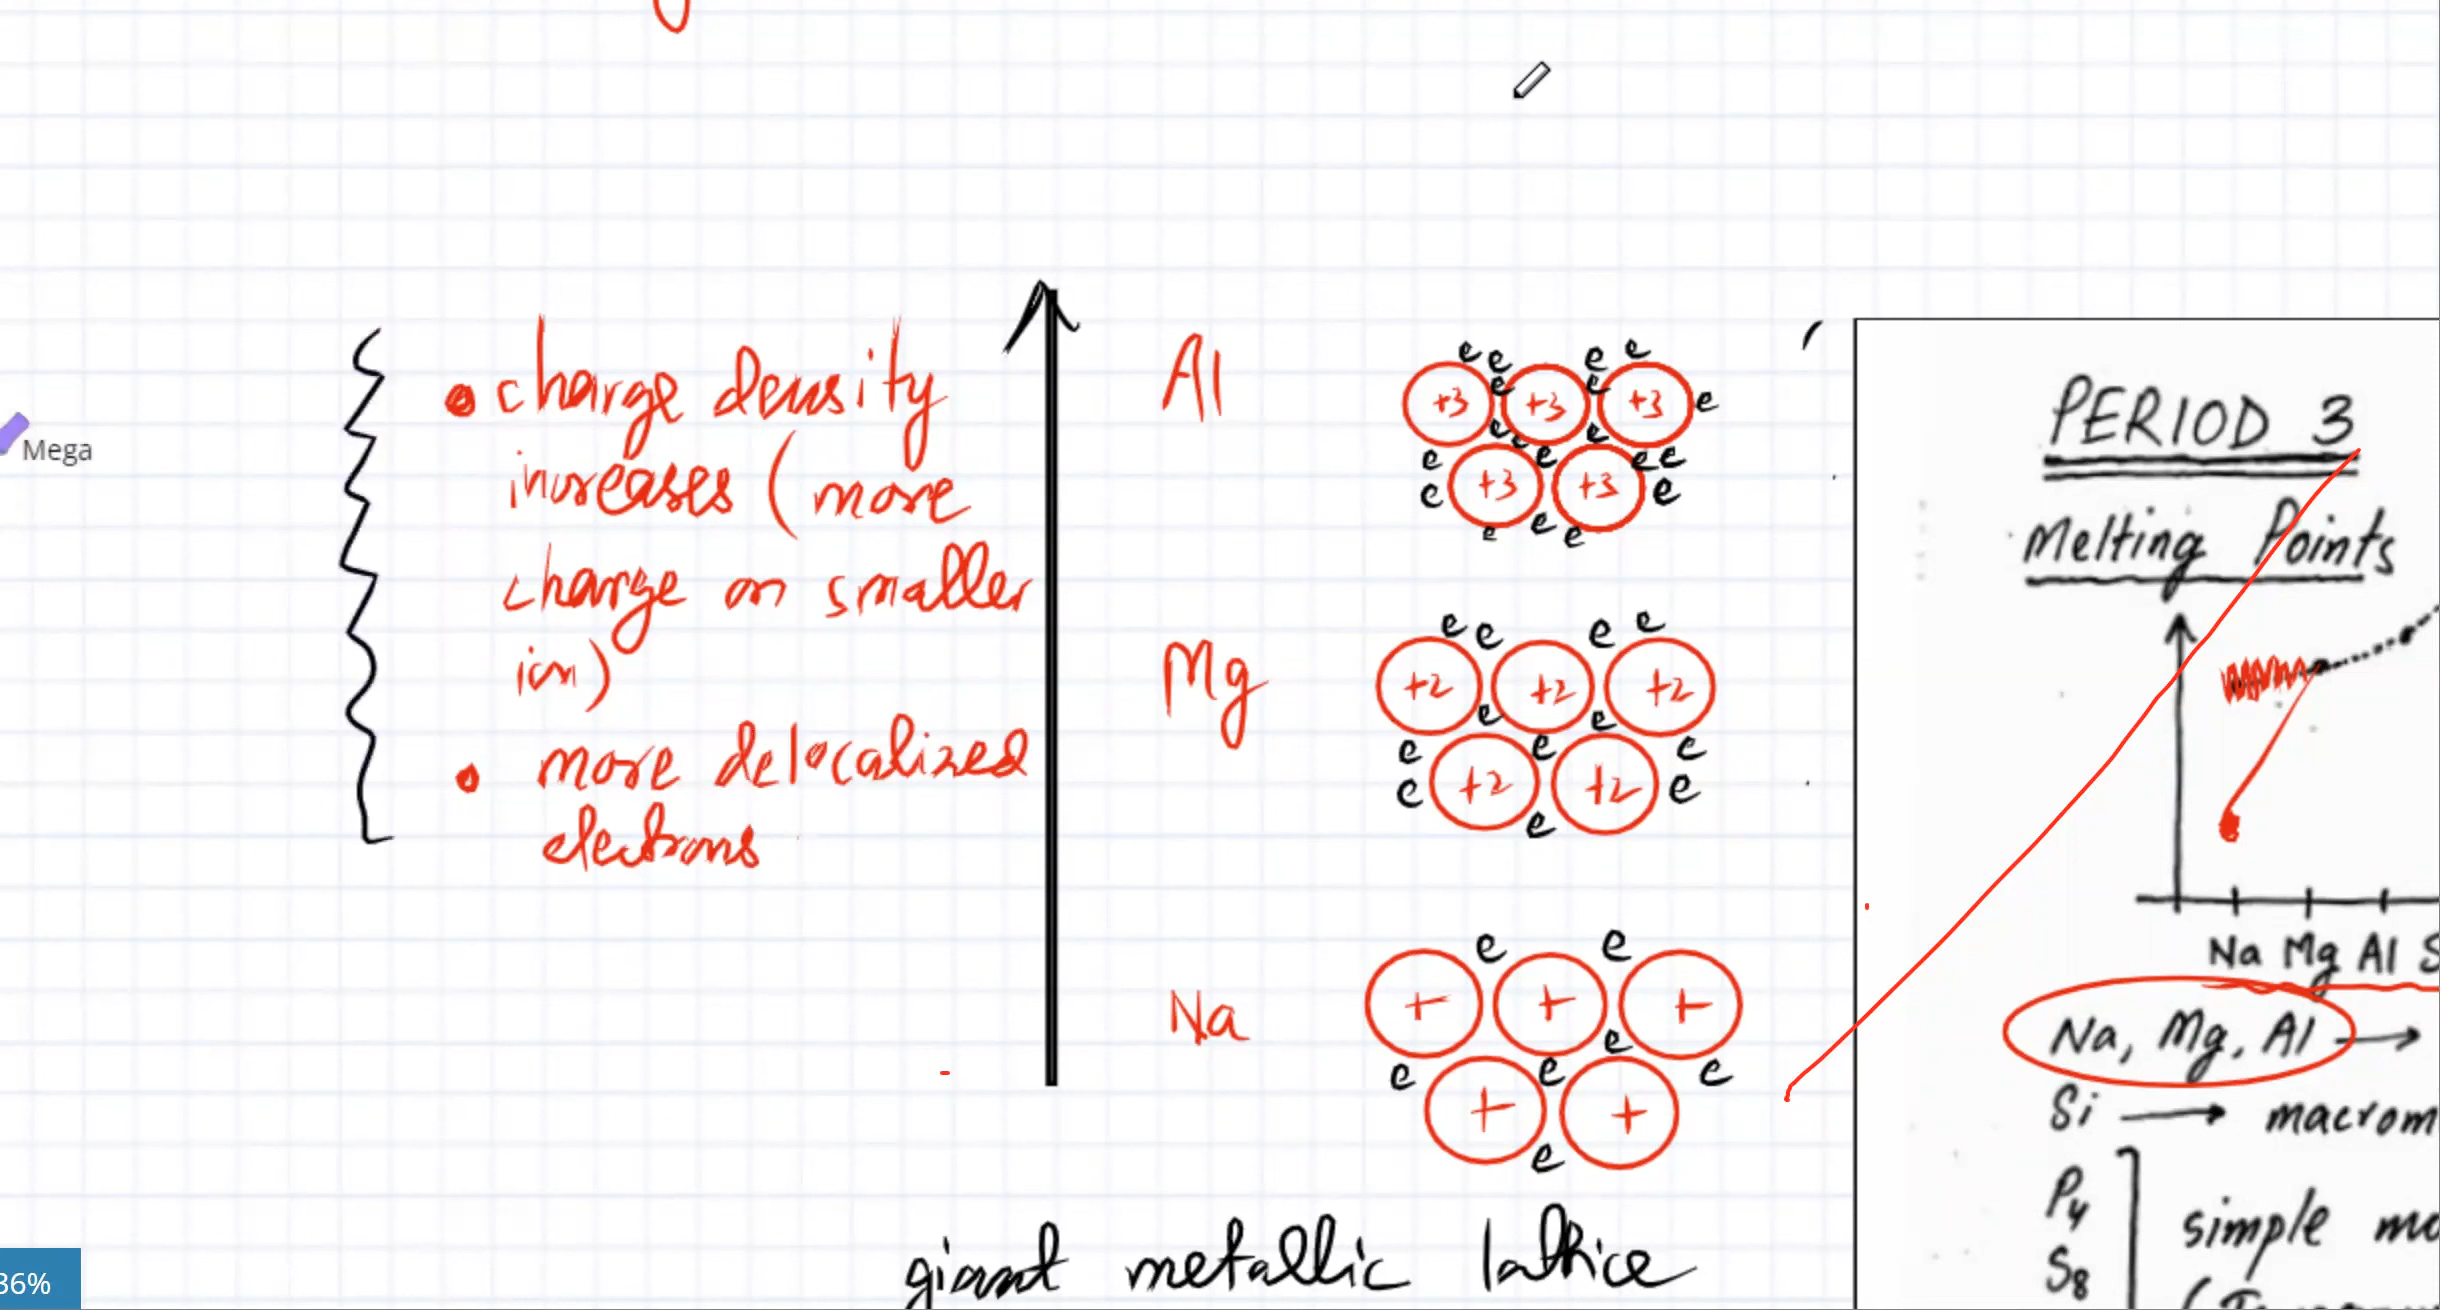 • charge density
increases (more
charge on smaller
ion)
• more delocalized
electrons
Mega
36%
Al
e e e e
e e
+3 +3 +3 e
e e e
e e e e
e +3 +3 e
e e e
Mg
e e e e
+2 +2 +2
e e
e e e
e +2 +2 e
e
Na
e e
+ + +
e
e e e
+ +
e
giant metallic lattice
PERIOD 3
Melting Points
Na Mg Al S
Na, Mg, Al →
Si → macrom
P4
S8
simple mo